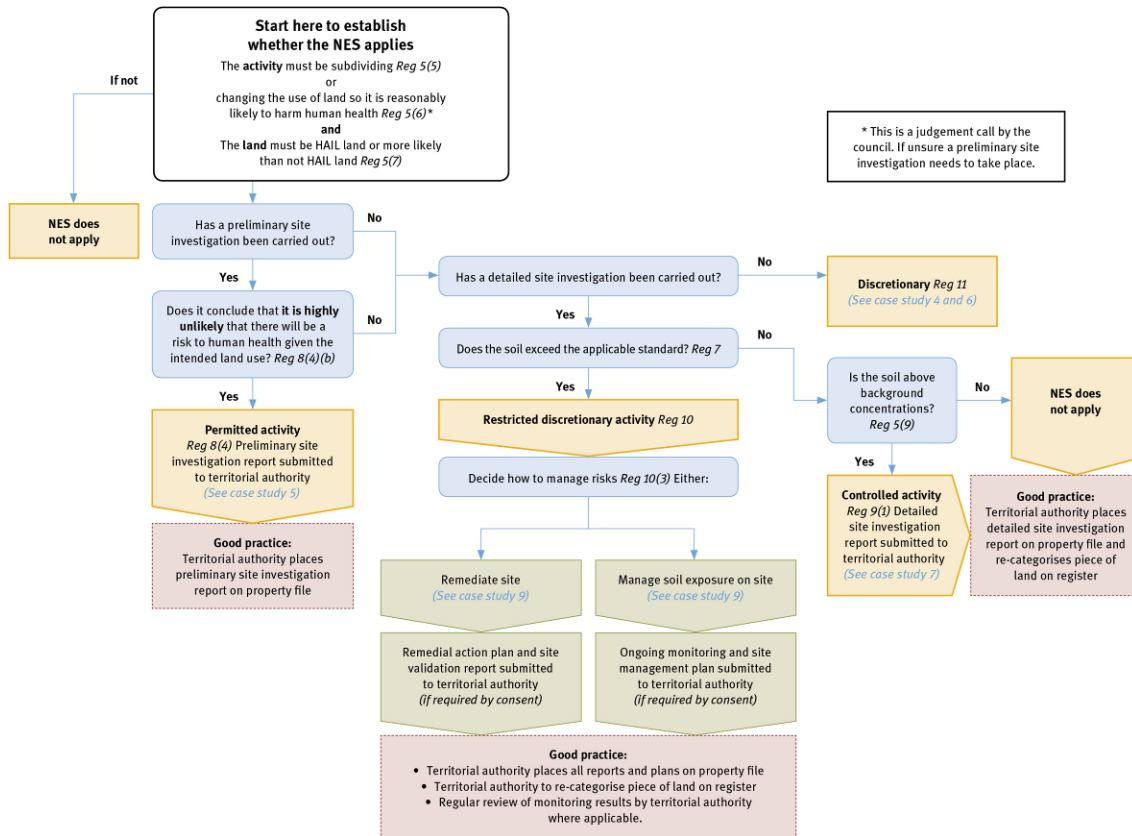 Start here to establish
whether the NES applies
The activity must be subdividing Reg 5(5)
or
changing the use of land so it is reasonably
likely to harm human health Reg 5(6)*
and
The land must be HAIL land or more likely
than not HAIL land Reg 5(7)
If not
* This is a judgement call by the
council. If unsure a preliminary site
investigation needs to take place.
NES does
not apply
Has a preliminary site
investigation been carried out?
No
Yes
Does it conclude that it is highly
unlikely that there will be a
risk to human health given the
intended land use? Reg 8(4)(b)
No
Yes
Permitted activity
Reg 8(4) Preliminary site
investigation report submitted
to territorial authority
(See case study 5)
Good practice:
Territorial authority places
preliminary site investigation
report on property file
Has a detailed site investigation been carried out?
No
Discretionary Reg 11
(See case study 4 and 6)
Yes
Does the soil exceed the applicable standard? Reg 7
No
Is the soil above
background
concentrations?
Reg 5(9)
No
NES does
not apply
Good practice:
Territorial authority places
detailed site investigation
report on property file and
re-categorises piece of
land on register
Yes
Controlled activity
Reg 9(1) Detailed
site investigation
report submitted to
territorial authority
(See case study 7)
Yes
Restricted discretionary activity Reg 10
Decide how to manage risks Reg 10(3) Either:
Remediate site
(See case study 9)
Manage soil exposure on site
(See case study 9)
Remedial action plan and site
validation report submitted
to territorial authority
(if required by consent)
Ongoing monitoring and site
management plan submitted
to territorial authority
(if required by consent)
Good practice:
• Territorial authority places all reports and plans on property file
• Territorial authority to re-categorise piece of land on register
• Regular review of monitoring results by territorial authority
where applicable.